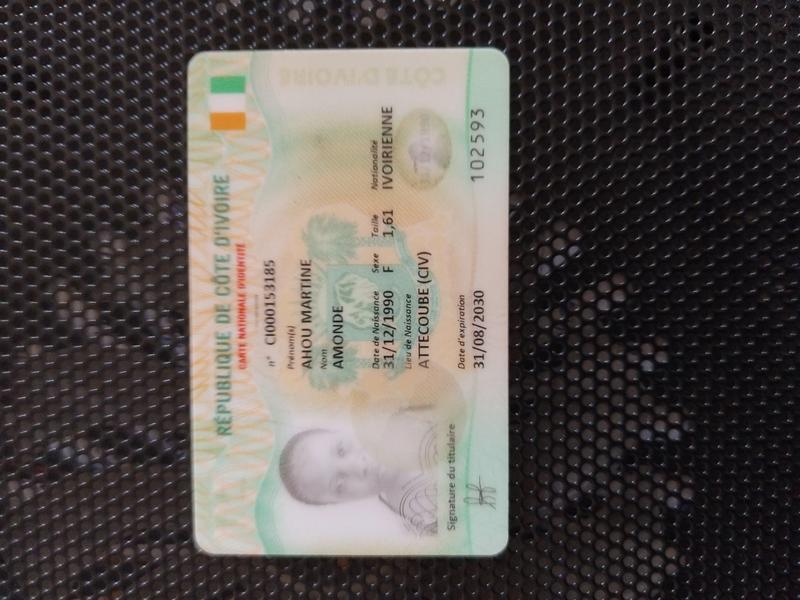 RÉPUBLIQUE DE CÔTE D'IVOIRE
CARTE NATIONALE D'IDENTITÉ
CÔTE D'IVOIRE
n° CI000153185
Prénom(s)
AHOU MARTINE
Nom
AMONDE
Date de Naissance Sexe Taille Nationalité
31/12/1990 F 1,61 IVOIRIENNE
Lieu de Naissance
ATTECOUBE (CIV)
Signature du titulaire
Date d'expiration
31/08/2030
102593